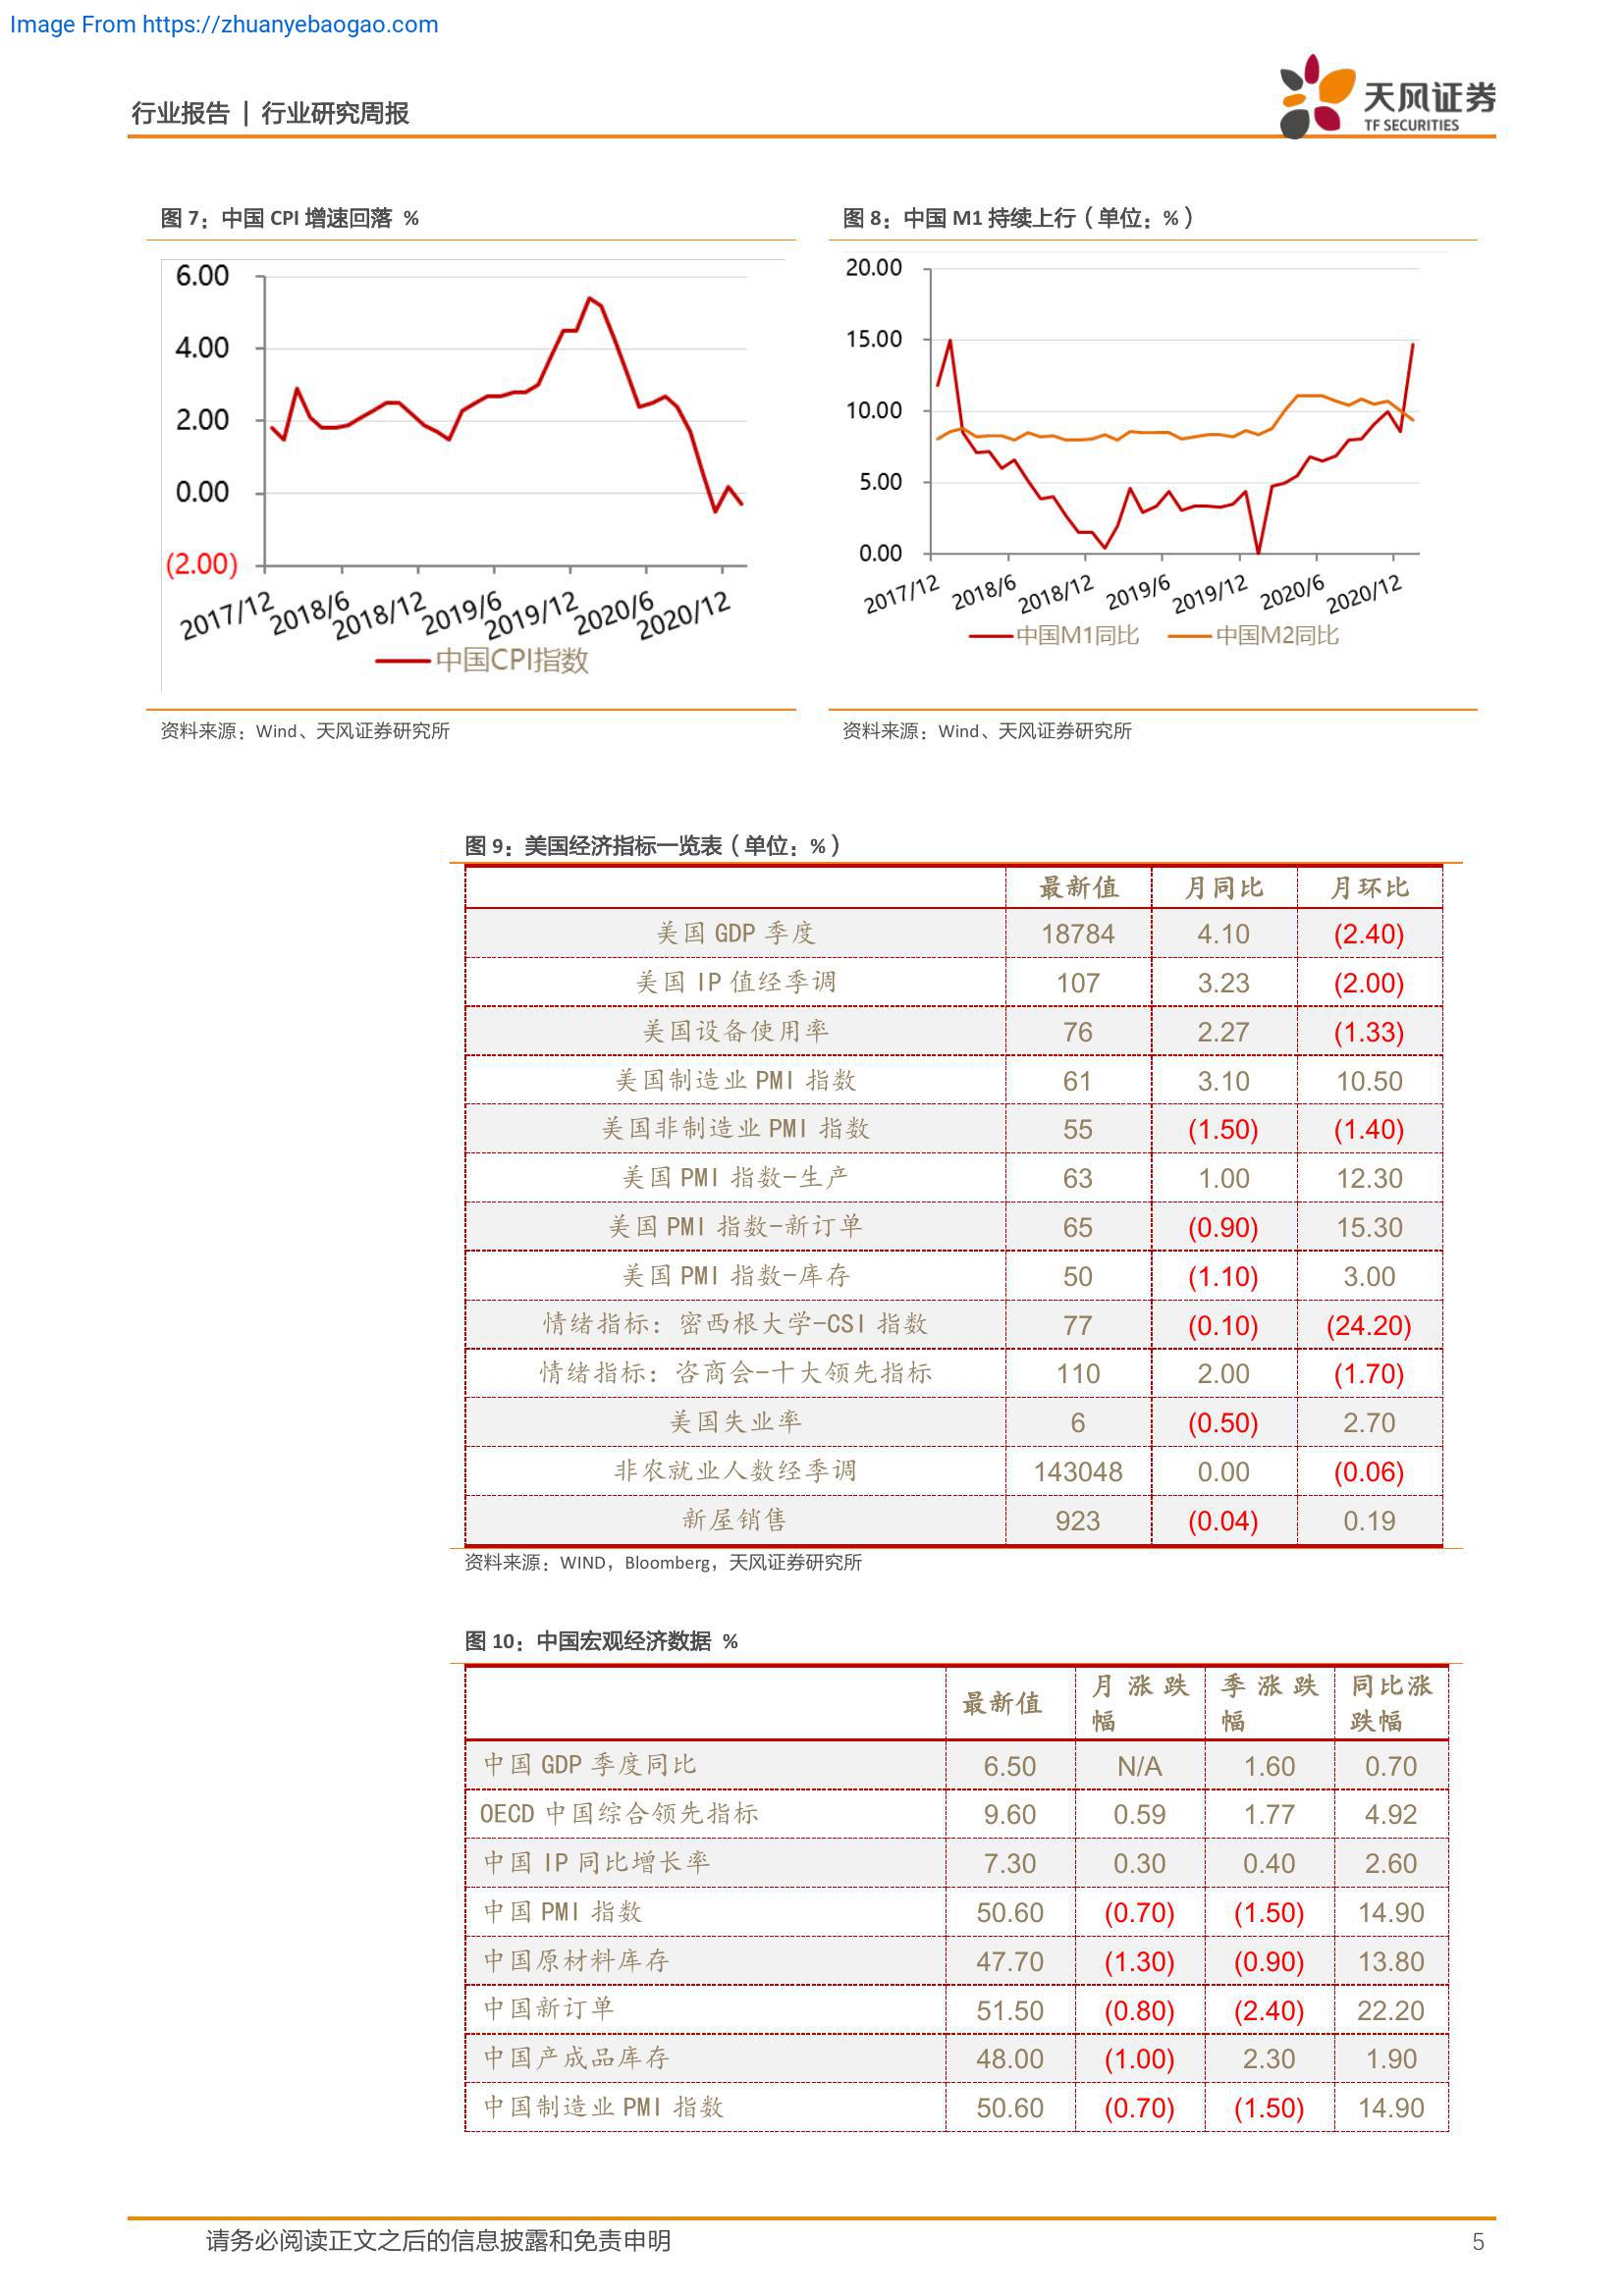 Image From https://zhuanyebaogao.com
行业报告 | 行业研究周报
天风证券
TF SECURITIES
图 7：中国 CPI 增速回落 %
6.00
4.00
2.00
0.00
(2.00)
2017/12 2018/6 2018/12 2019/6 2019/12 2020/6 2020/12
中国CPI指数
资料来源：Wind、天风证券研究所
图 8：中国 M1 持续上行（单位：%）
20.00
15.00
10.00
5.00
0.00
2017/12 2018/6 2018/12 2019/6 2019/12 2020/6 2020/12
中国M1同比 中国M2同比
资料来源：Wind、天风证券研究所
图 9：美国经济指标一览表（单位：%）
最新值 月同比 月环比
美国 GDP 季度 18784 4.10 (2.40)
美国 IP 值经季调 107 3.23 (2.00)
美国设备使用率 76 2.27 (1.33)
美国制造业 PMI 指数 61 3.10 10.50
美国非制造业 PMI 指数 55 (1.50) (1.40)
美国 PMI 指数-生产 63 1.00 12.30
美国 PMI 指数-新订单 65 (0.90) 15.30
美国 PMI 指数-库存 50 (1.10) 3.00
情绪指标：密西根大学-CSI 指数 77 (0.10) (24.20)
情绪指标：咨商会-十大领先指标 110 2.00 (1.70)
美国失业率 6 (0.50) 2.70
非农就业人数经季调 143048 0.00 (0.06)
新屋销售 923 (0.04) 0.19
资料来源：WIND，Bloomberg，天风证券研究所
图 10：中国宏观经济数据 %
最新值 月涨跌幅 季涨跌幅 同比涨跌幅
中国 GDP 季度同比 6.50 N/A 1.60 0.70
OECD 中国综合领先指标 9.60 0.59 1.77 4.92
中国 IP 同比增长率 7.30 0.30 0.40 2.60
中国 PMI 指数 50.60 (0.70) (1.50) 14.90
中国原材料库存 47.70 (1.30) (0.90) 13.80
中国新订单 51.50 (0.80) (2.40) 22.20
中国产成品库存 48.00 (1.00) 2.30 1.90
中国制造业 PMI 指数 50.60 (0.70) (1.50) 14.90
请务必阅读正文之后的信息披露和免责申明 5